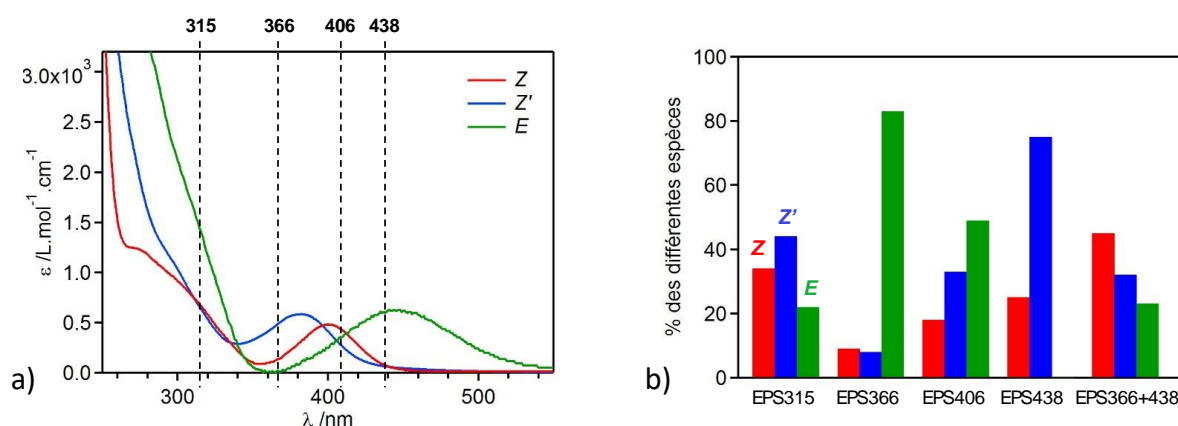 315 366 406 438
3.0x10³
2.5
2.0
1.5
1.0
0.5
0.0
ε /L.mol⁻¹.cm⁻¹
Z
Z'
E
300 400 500
λ /nm
a)
100
80
60
40
20
0
% des différentes espèces
Z
Z'
E
EPS315 EPS366 EPS406 EPS438 EPS366+438
b)